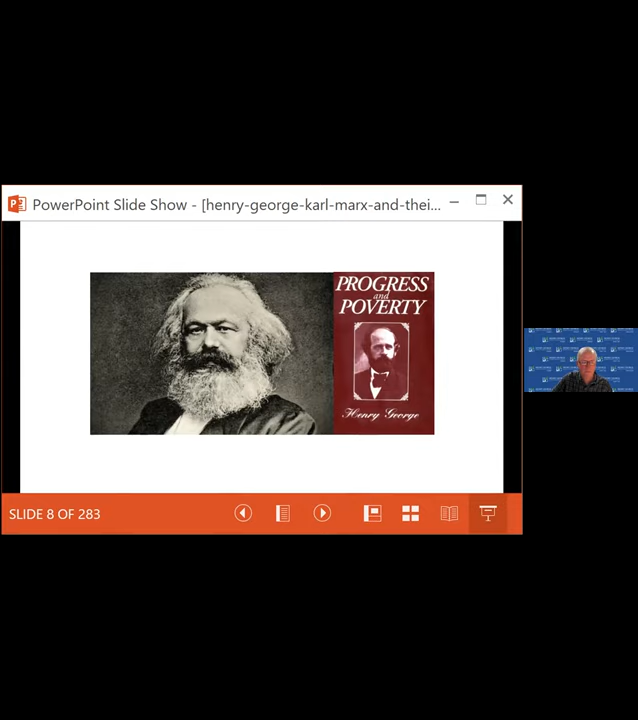 PowerPoint Slide Show - [henry-george-karl-marx-and-thei...
PROGRESS
and
POVERTY
Henry George
SLIDE 8 OF 283